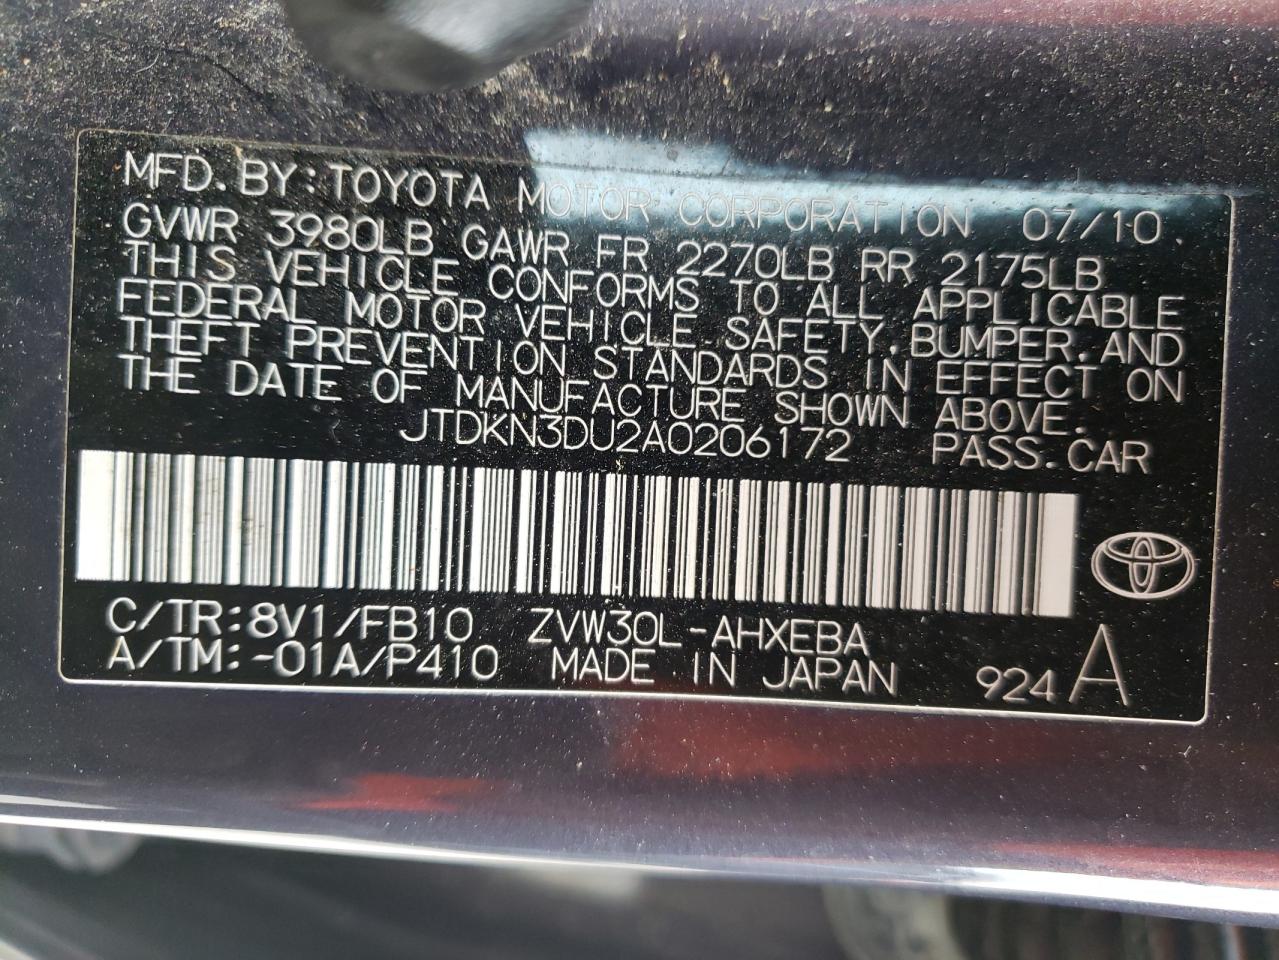 MFD. BY: TOYOTA MOTOR CORPORATION 07/10
GVWR 3980LB GAWR FR 2270LB RR 2175LB
THIS VEHICLE CONFORMS TO ALL APPLICABLE
FEDERAL MOTOR VEHICLE SAFETY, BUMPER, AND
THEFT PREVENTION STANDARDS IN EFFECT ON
THE DATE OF MANUFACTURE SHOWN ABOVE.
JTDKN3DU2A0206172 PASS. CAR
C/TR:8V1/FB10 ZVW30L-AHXEBA
A/TM:-01A/P410 MADE IN JAPAN 924 A